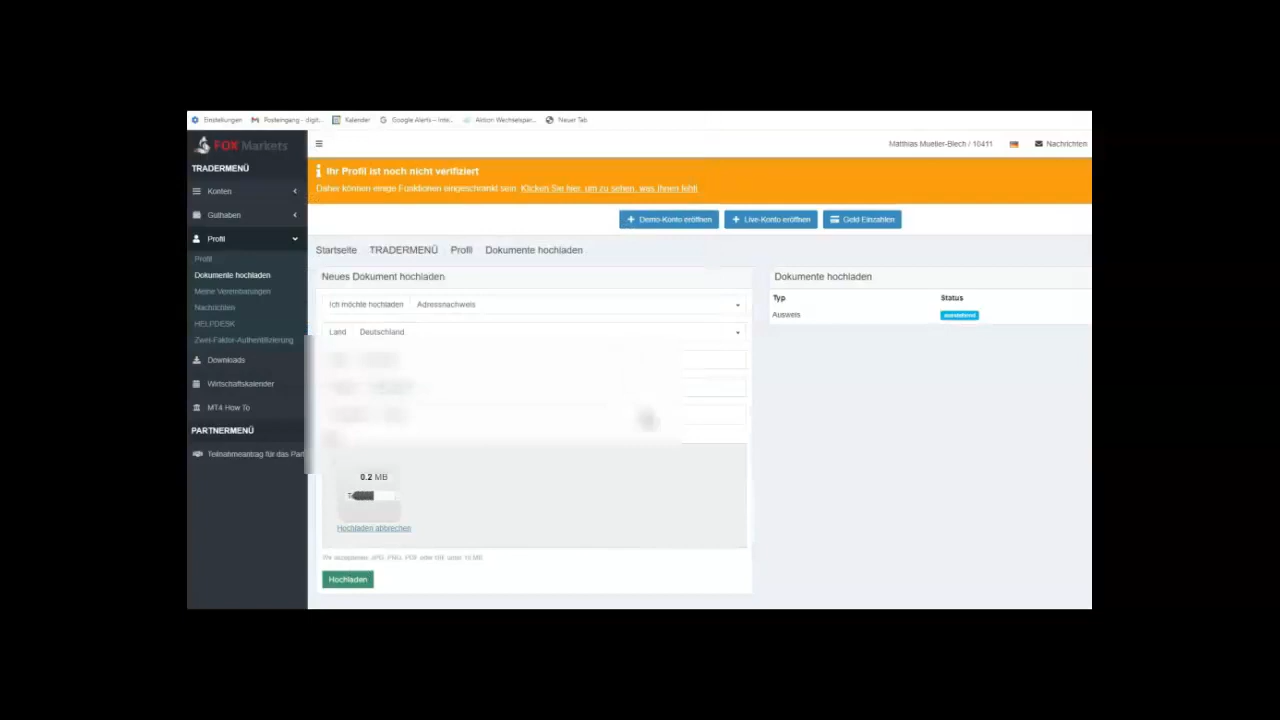 Einstellungen Posteingang - digit... Kalender Google Alerts – Inte... Aktion Wechselspar... Neuer Tab
FOX Markets
Matthias Mueller-Blech / 10411 Nachrichten
TRADERMENÜ
Ihr Profil ist noch nicht verifiziert
Daher können einige Funktionen eingeschränkt sein. Klicken Sie hier, um zu sehen, was Ihnen fehlt
Konten
Guthaben
Demo-Konto eröffnen Live-Konto eröffnen Geld Einzahlen
Profil
Startseite TRADERMENÜ Profil Dokumente hochladen
Profil
Dokumente hochladen
Meine Vereinbarungen
Nachrichten
HELPDESK
Zwei-Faktor-Authentifizierung
Downloads
Wirtschaftskalender
MT4 How To
PARTNERMENÜ
Teilnahmeantrag für das Par
Neues Dokument hochladen
Ich möchte hochladen Adressnachweis
Land Deutschland
0.2 MB
Hochladen abbrechen
Wir akzeptieren: JPG, PNG, PDF oder TIff, unter 10 MB
Hochladen
Dokumente hochladen
Typ Status
Ausweis ausstehend